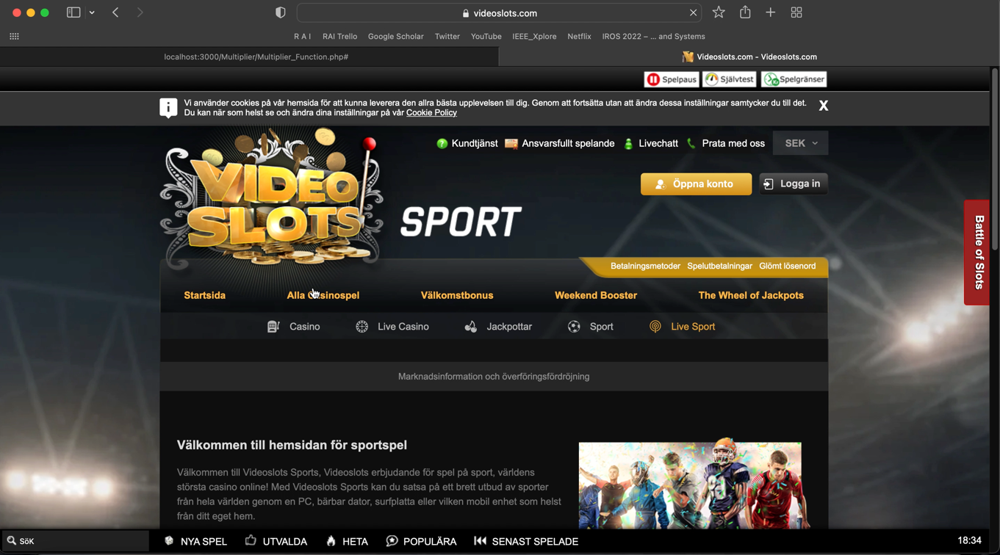 videoslots.com
R A I RAI Trello Google Scholar Twitter YouTube IEEE_Xplore Netflix IROS 2022 – ... and Systems
localhost:3000/Multiplier/Multiplier_Function.php#
Videoslots.com - Videoslots.com
Spelpaus Självtest Spelgränser
Vi använder cookies på vår hemsida för att kunna leverera den allra bästa upplevelsen till dig. Genom att fortsätta utan att ändra dessa inställningar samtycker du till det.
Du kan när som helst se och ändra dina inställningar på vår Cookie Policy
X
Kundtjänst Ansvarsfullt spelande Livechatt Prata med oss SEK
Öppna konto Logga in
VIDEO
SLOTS
SPORT
Battle of Slots
Betalningsmetoder Spelutbetalningar Glömt lösenord
Startsida Alla Casinospel Välkomstbonus Weekend Booster The Wheel of Jackpots
Casino Live Casino Jackpottar Sport Live Sport
Marknadsinformation och överföringsfördröjning
Välkommen till hemsidan för sportspel
Välkommen till Videoslots Sports, Videoslots erbjudande för spel på sport, världens
största casino online! Med Videoslots Sports kan du satsa på ett brett utbud av sporter
från hela världen genom en PC, bärbar dator, surfplatta eller vilken mobil enhet som helst
från ditt eget hem.
SöK NYA SPEL UTVALDA HETA POPULÄRA SENAST SPELADE 18:34